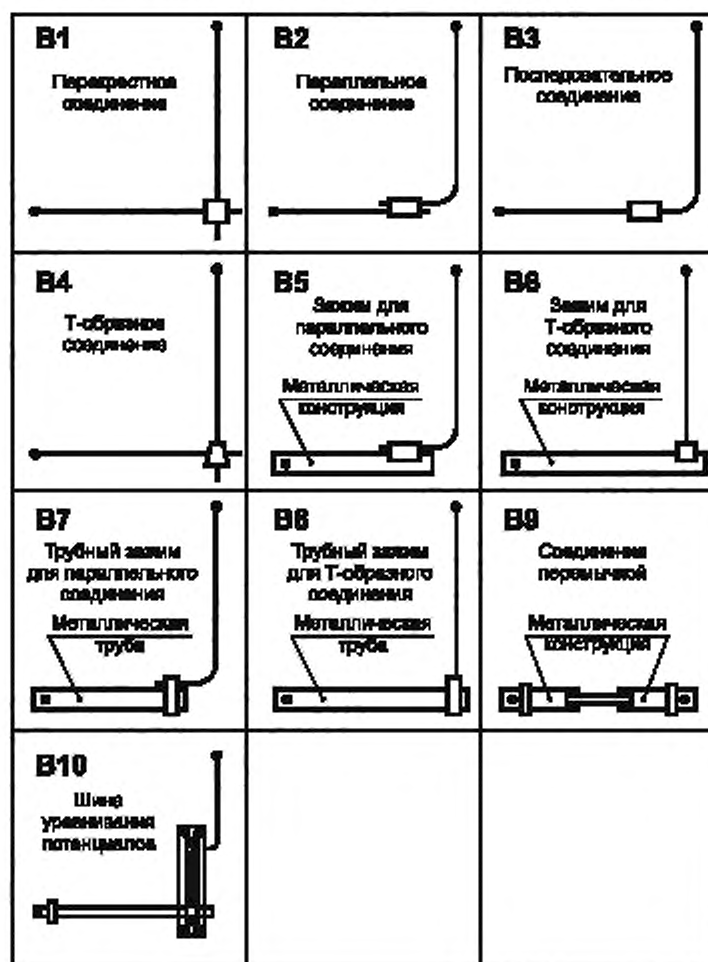 B1
Перекрестное
соединение
B2
Параллельное
соединение
B3
Последовательное
соединение
B4
Т-образное
соединение
B5
Зажим для
параллельного
соединения
Металлическая
конструкция
B6
Зажим для
Т-образного
соединения
Металлическая
конструкция
B7
Трубный зажим
для параллельного
соединения
Металлическая
труба
B8
Трубный зажим
для Т-образного
соединения
Металлическая
труба
B9
Соединение
перемычкой
Металлическая
конструкция
B10
Шина
уравнивания
потенциалов